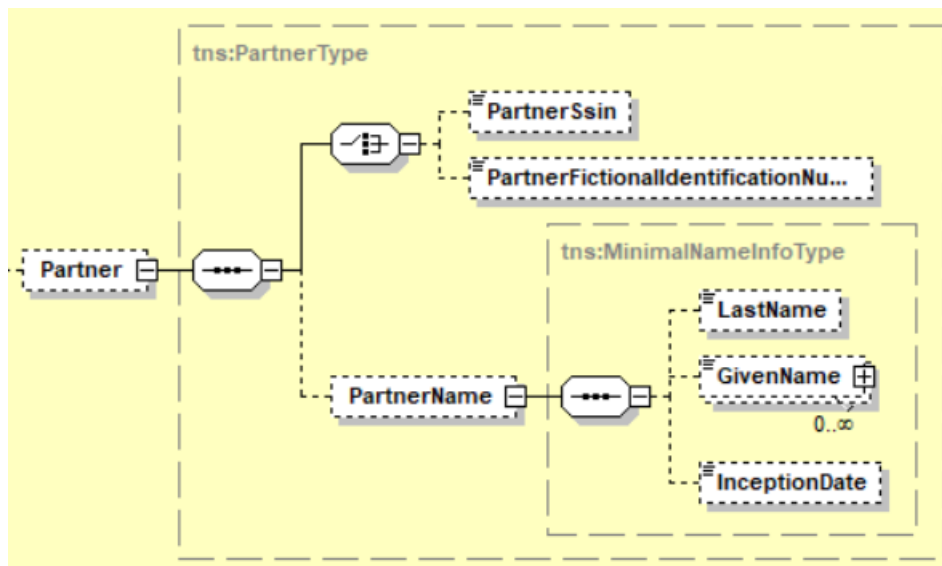 tns:PartnerType
PartnerSsin
PartnerFictionalIdentificationNu...
tns:MinimalNameInfoType
Partner
LastName
GivenName
PartnerName
0..∞
InceptionDate